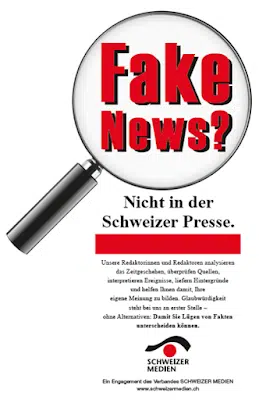 Fake
News?
Nicht in der
Schweizer Presse.
Unsere Redaktorinnen und Redaktoren analysieren
das Zeitgeschehen, überprüfen Quellen,
interpretieren Ereignisse, liefern Hintergründe
und helfen Ihnen damit, Ihre
eigene Meinung zu bilden. Glaubwürdigkeit
steht bei uns an erster Stelle –
ohne Alternativen: Damit Sie Lügen von Fakten
unterscheiden können.
SCHWEIZER
MEDIEN
Ein Engagement des Verbandes SCHWEIZER MEDIEN
www.schweizermedien.ch